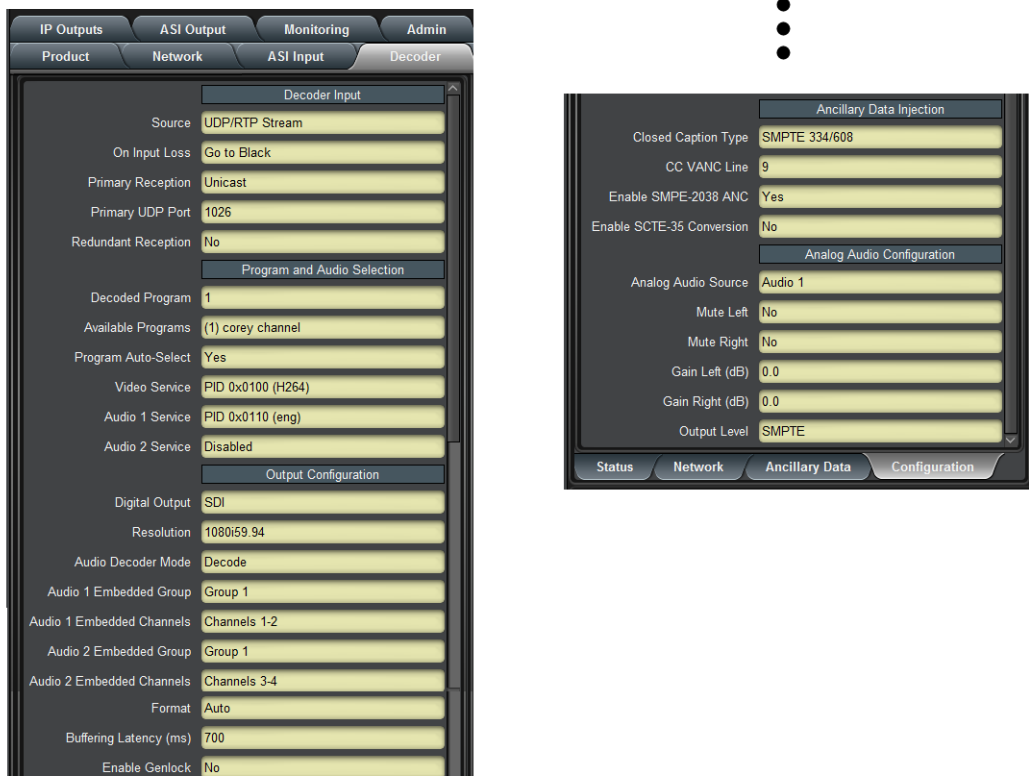 IP Outputs ASI Output Monitoring Admin
Product Network ASI Input Decoder
Decoder Input
Source UDP/RTP Stream
On Input Loss Go to Black
Primary Reception Unicast
Primary UDP Port 1026
Redundant Reception No
Program and Audio Selection
Decoded Program 1
Available Programs (1) corey channel
Program Auto-Select Yes
Video Service PID 0x0100 (H264)
Audio 1 Service PID 0x0110 (eng)
Audio 2 Service Disabled
Output Configuration
Digital Output SDI
Resolution 1080i59.94
Audio Decoder Mode Decode
Audio 1 Embedded Group Group 1
Audio 1 Embedded Channels Channels 1-2
Audio 2 Embedded Group Group 1
Audio 2 Embedded Channels Channels 3-4
Format Auto
Buffering Latency (ms) 700
Enable Genlock No
Ancillary Data Injection
Closed Caption Type SMPTE 334/608
CC VANC Line 9
Enable SMPE-2038 ANC Yes
Enable SCTE-35 Conversion No
Analog Audio Configuration
Analog Audio Source Audio 1
Mute Left No
Mute Right No
Gain Left (dB) 0.0
Gain Right (dB) 0.0
Output Level SMPTE
Status Network Ancillary Data Configuration